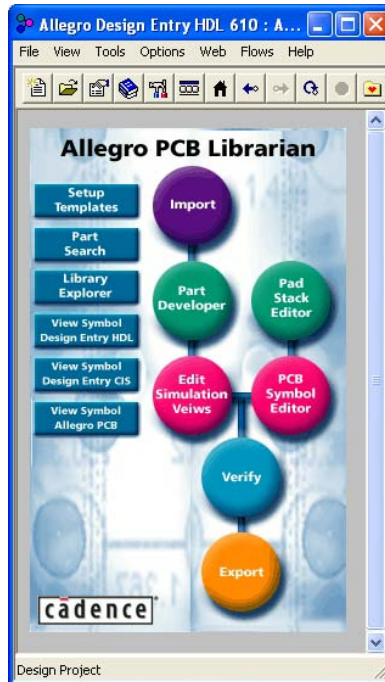 Allegro Design Entry HDL 610 : A...
File View Tools Options Web Flows Help
Allegro PCB Librarian
Setup
Templates
Part
Search
Library
Explorer
View Symbol
Design Entry HDL
View Symbol
Design Entry CIS
View Symbol
Allegro PCB
Import
Part
Developer
Pad
Stack
Editor
Edit
Simulation
Veiws
PCB
Symbol
Editor
Verify
Export
cādence
Design Project